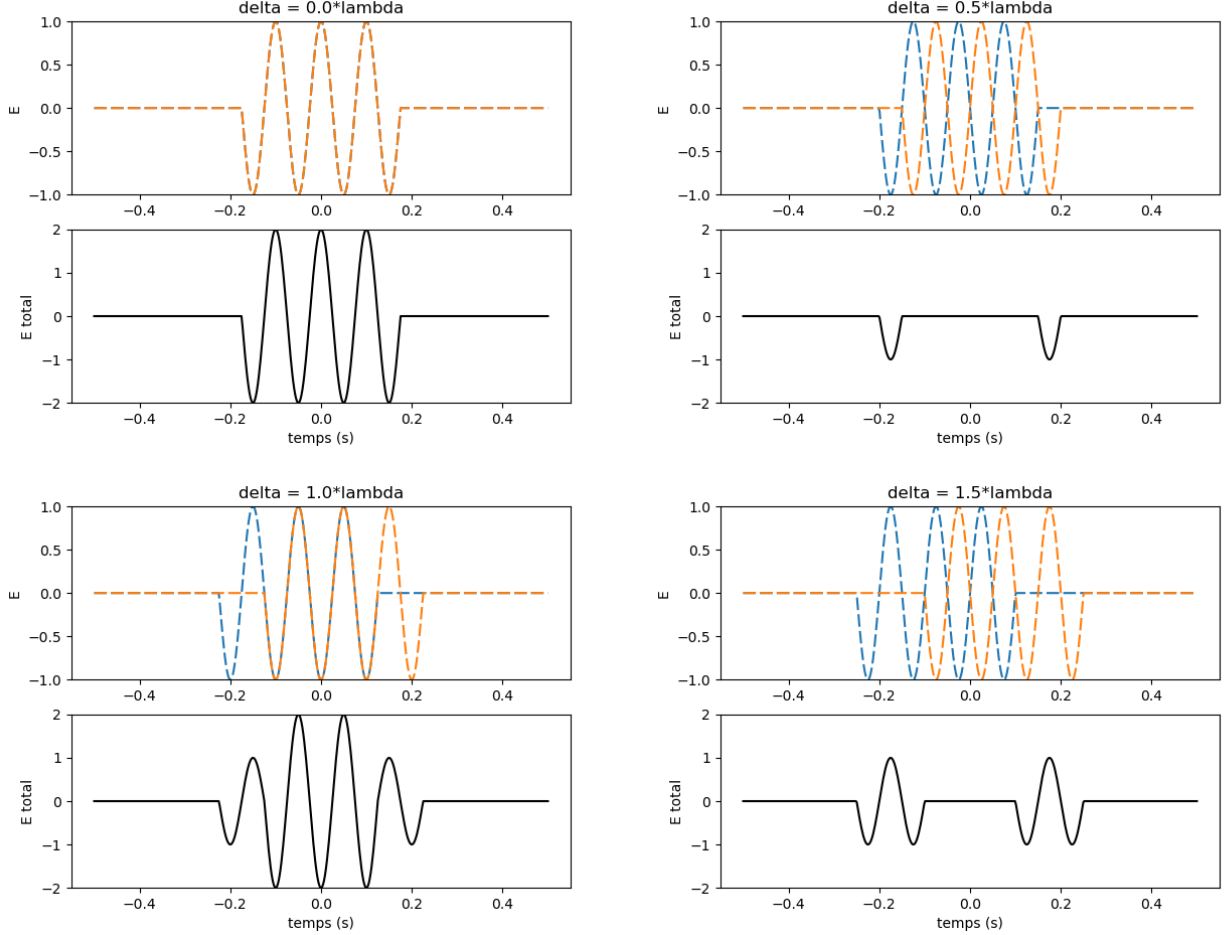 delta = 0.0*lambda
1.0
0.5
0.0
−0.5
−1.0
E
−0.4 −0.2 0.0 0.2 0.4
2
1
0
−1
−2
E total
−0.4 −0.2 0.0 0.2 0.4
temps (s)
delta = 0.5*lambda
1.0
0.5
0.0
−0.5
−1.0
E
−0.4 −0.2 0.0 0.2 0.4
2
1
0
−1
−2
E total
−0.4 −0.2 0.0 0.2 0.4
temps (s)
delta = 1.0*lambda
1.0
0.5
0.0
−0.5
−1.0
E
−0.4 −0.2 0.0 0.2 0.4
2
1
0
−1
−2
E total
−0.4 −0.2 0.0 0.2 0.4
temps (s)
delta = 1.5*lambda
1.0
0.5
0.0
−0.5
−1.0
E
−0.4 −0.2 0.0 0.2 0.4
2
1
0
−1
−2
E total
−0.4 −0.2 0.0 0.2 0.4
temps (s)